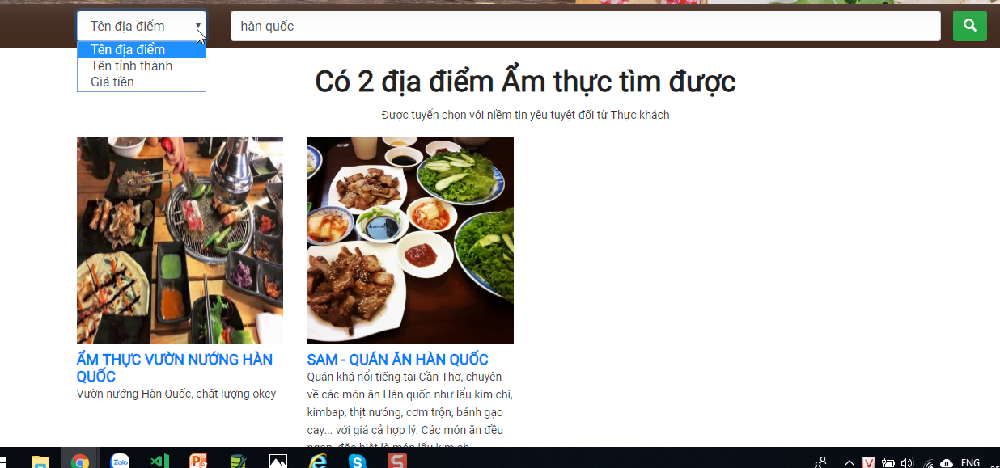 Tên địa điểm
hàn quốc
Tên địa điểm
Tên tỉnh thành
Giá tiền
Có 2 địa điểm Ẩm thực tìm được
Được tuyển chọn với niềm tin yêu tuyệt đối từ Thực khách
ẨM THỰC VƯỜN NƯỚNG HÀN
QUỐC
Vườn nướng Hàn Quốc, chất lượng okey
SAM - QUÁN ĂN HÀN QUỐC
Quán khá nổi tiếng tại Cần Thơ, chuyên
về các món ăn Hàn quốc như lẩu kim chi,
kimbap, thịt nướng, cơm trộn, bánh gạo
cay... với giá cả hợp lý. Các món ăn đều
ngon, đặc biệt là món lẩu kim ch
Zalo
ENG